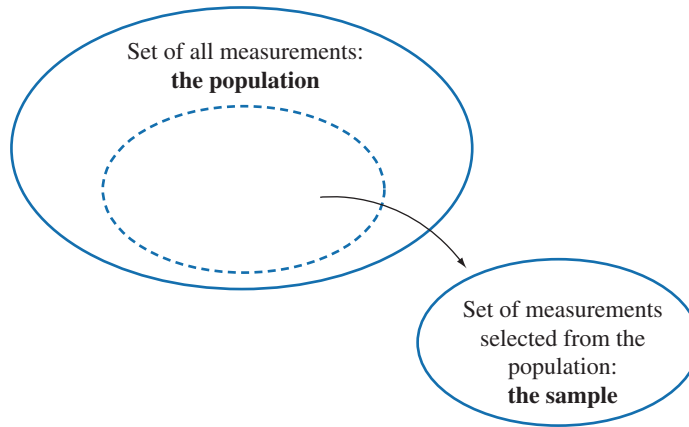 Set of all measurements:
the population
Set of measurements
selected from the
population:
the sample